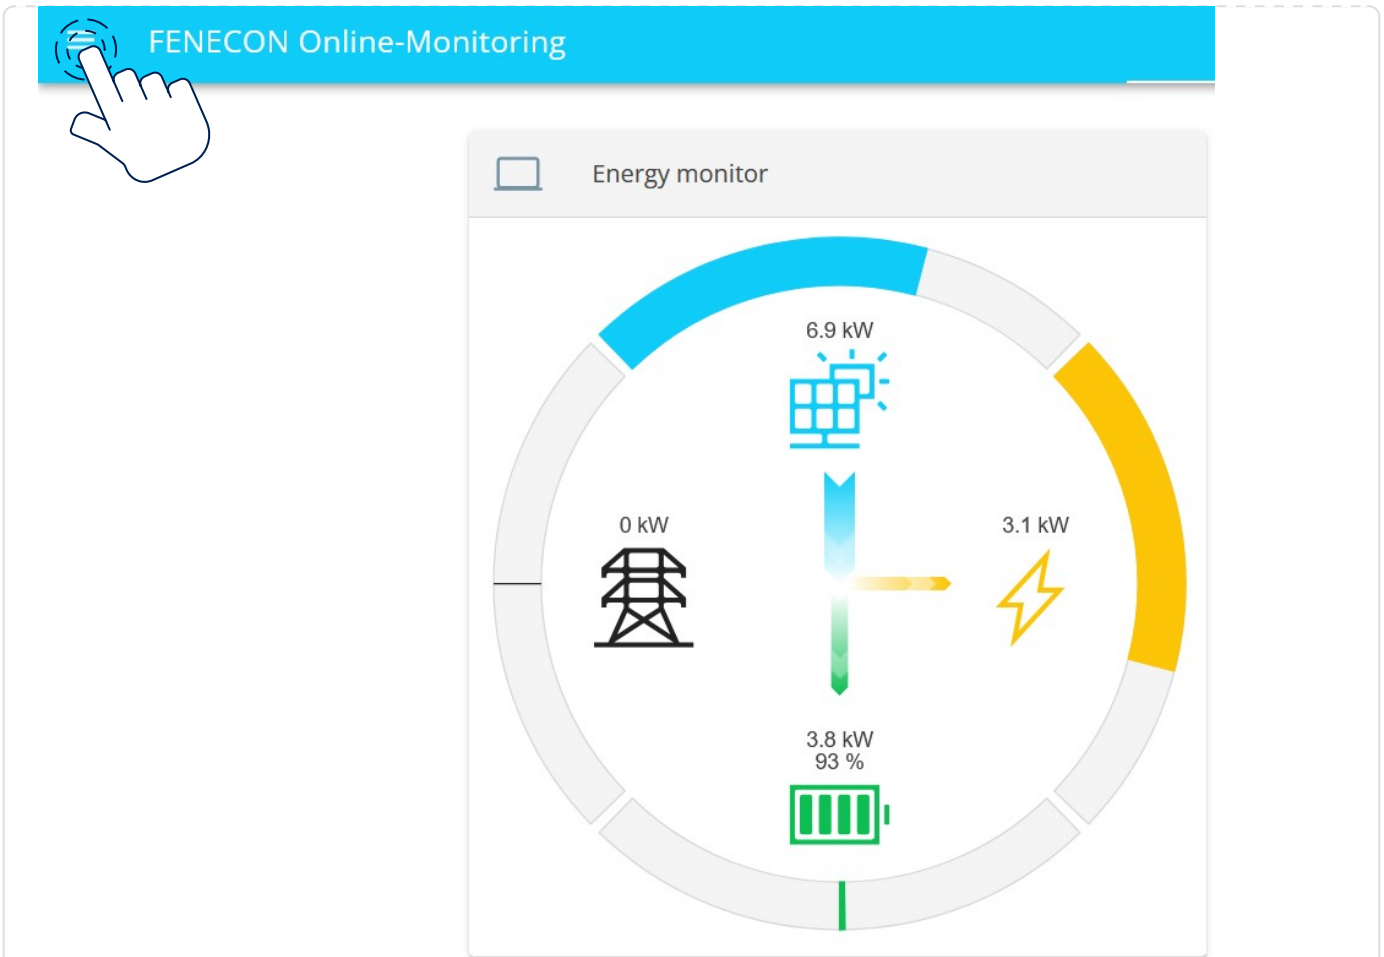 FENECON Online-Monitoring
Energy monitor
6.9 kW
0 kW
3.1 kW
3.8 kW
93 %